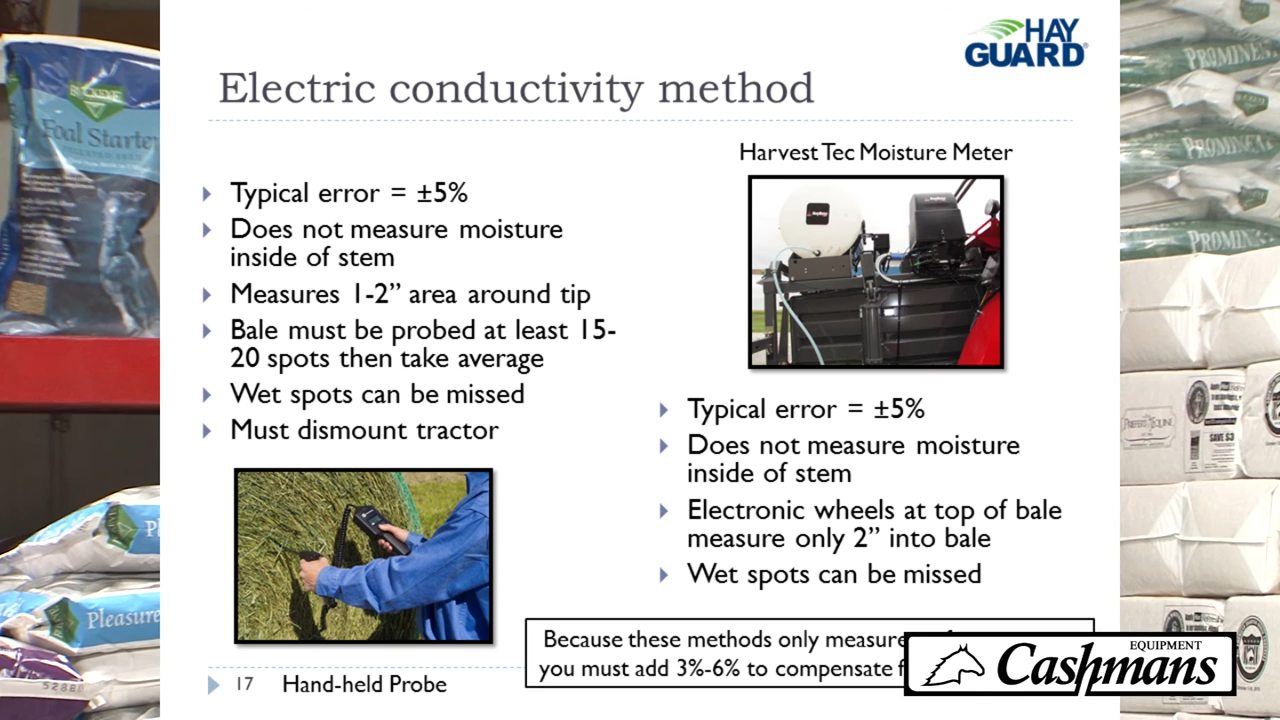 HAY
GUARD®
Electric conductivity method
Harvest Tec Moisture Meter
Typical error = ±5%
Does not measure moisture
inside of stem
Measures 1-2” area around tip
Bale must be probed at least 15-
20 spots then take average
Wet spots can be missed
Must dismount tractor
Typical error = ±5%
Does not measure moisture
inside of stem
Electronic wheels at top of bale
measure only 2” into bale
Wet spots can be missed
Because these methods only measure
you must add 3%-6% to compensate
17 Hand-held Probe
EQUIPMENT
Cashmans
BUCKEYE
Foal Starter
Pleasure
52380
PROMINENT
PROMINENT
PROMIN
SAVE $3